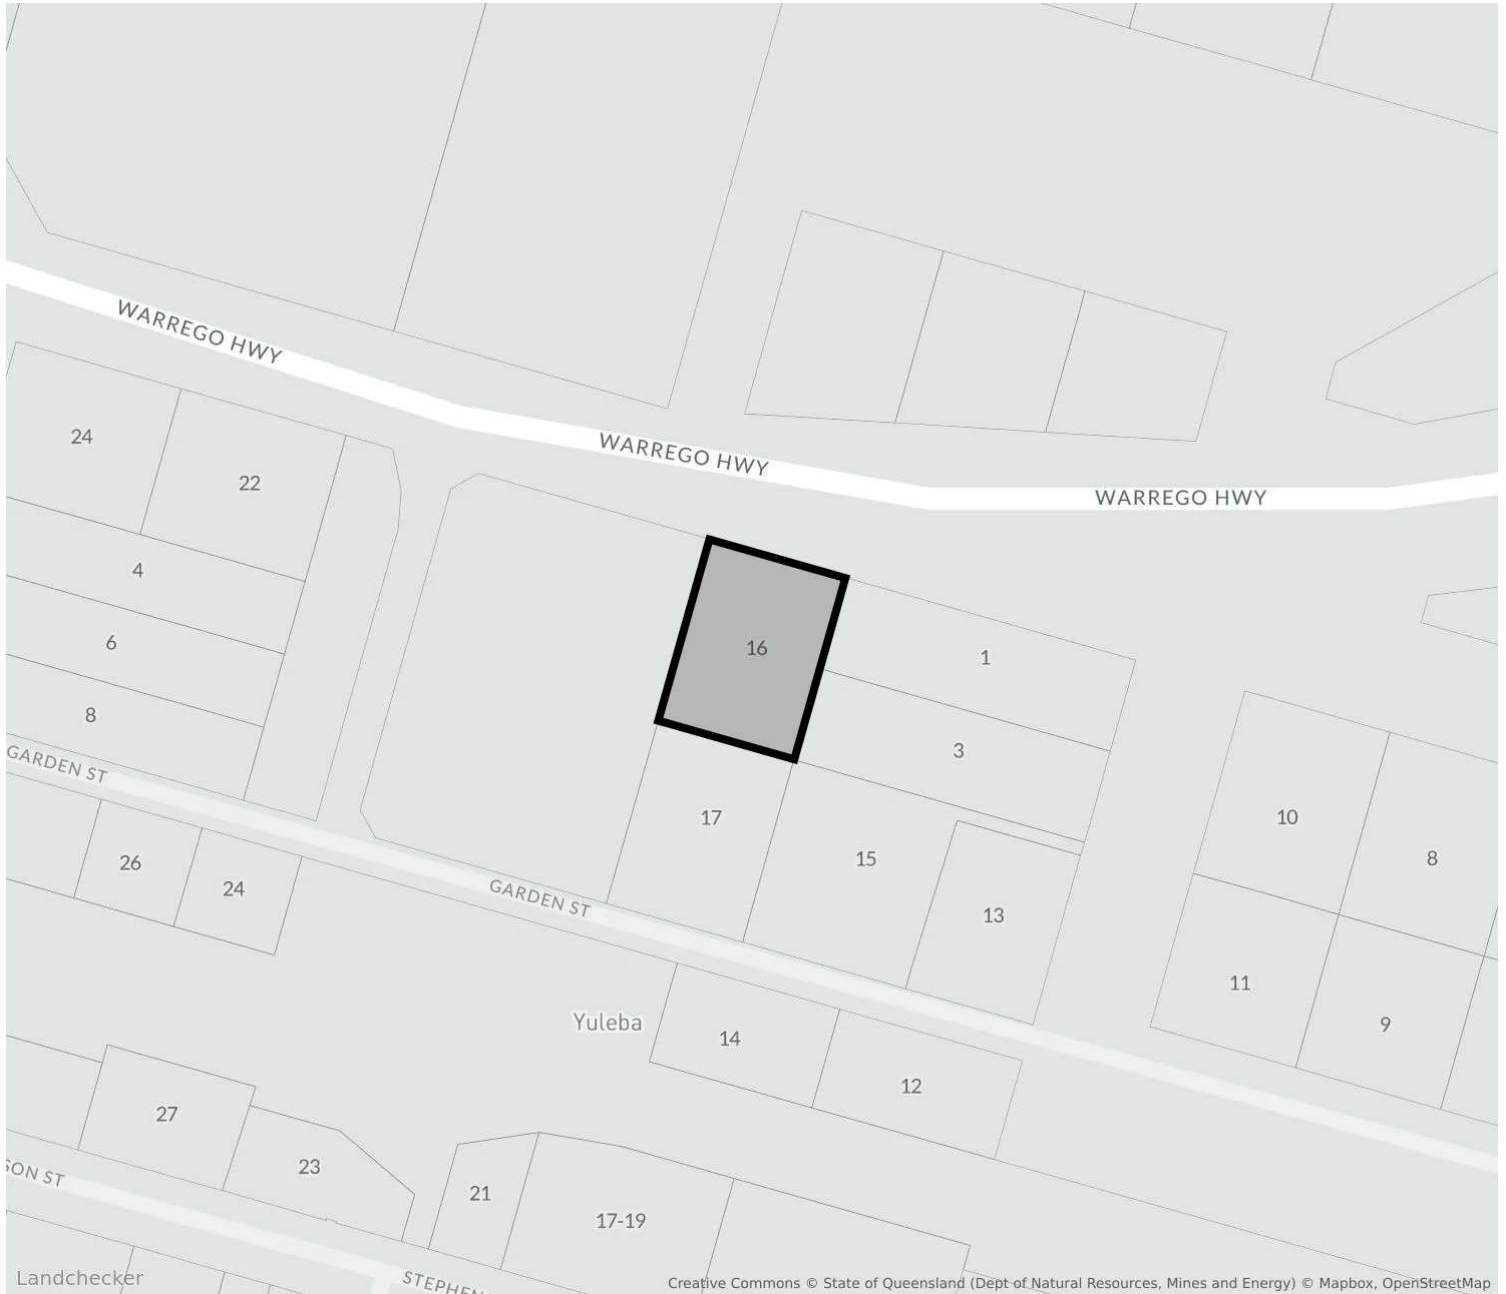 WARREGO HWY
WARREGO HWY
WARREGO HWY
24
22
4
6
8
16
1
3
GARDEN ST
17
15
13
10
8
11
9
26
24
GARDEN ST
Yuleba
14
12
27
23
21
17-19
SON ST
STEPHEN
Landchecker
Creative Commons © State of Queensland (Dept of Natural Resources, Mines and Energy) © Mapbox, OpenStreetMap